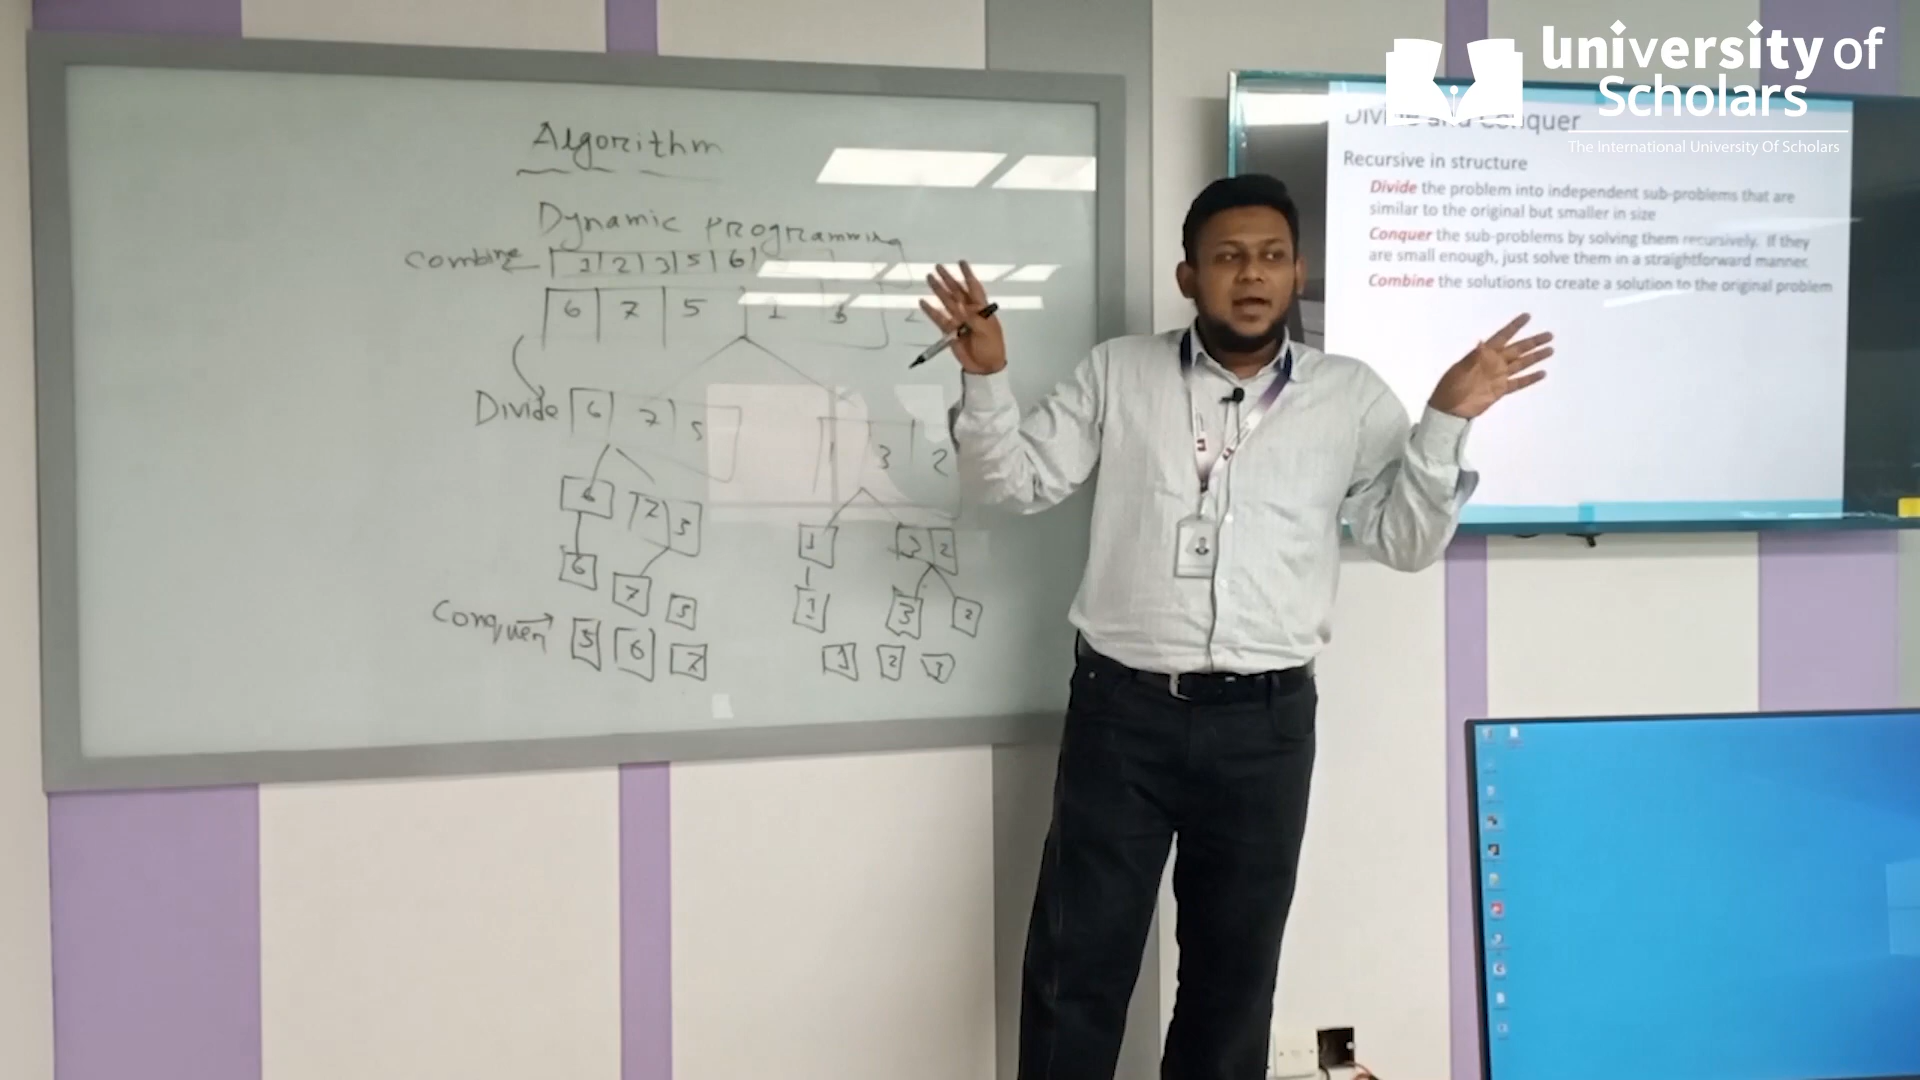 Algorithm
Dynamic Programming
Combine 1 2 3 5 6
6 7 5 1 3 2
Divide 6 7 5
1 3 2
6 7 5
1 3 2
6 7 5
1 3 2
Conquer 5 6 7
1 2 3
University of
Scholars
The International University Of Scholars
Divide and Conquer
Recursive in structure
Divide the problem into independent sub-problems that are
similar to the original but smaller in size
Conquer the sub-problems by solving them recursively. If they
are small enough, just solve them in a straightforward manner.
Combine the solutions to create a solution to the original problem